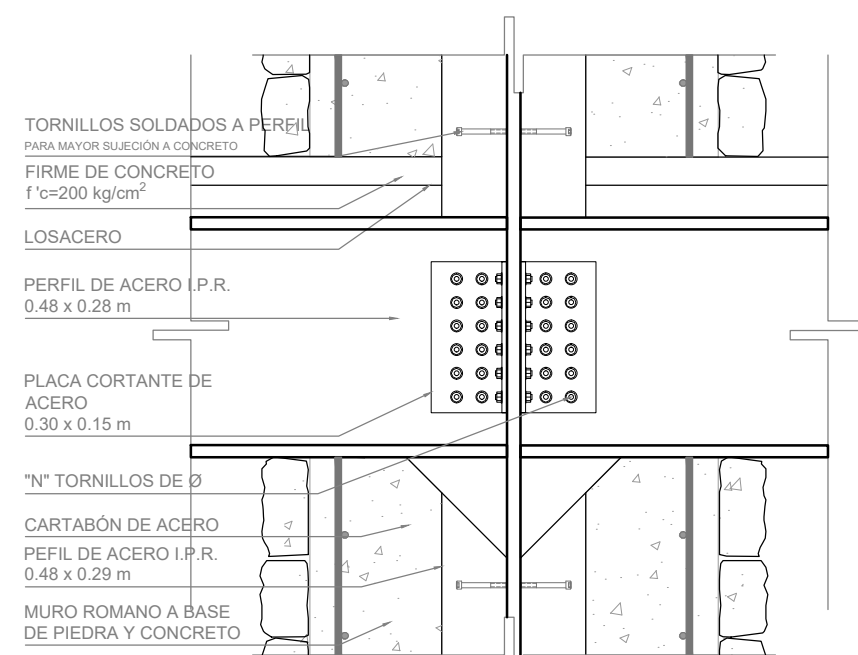 TORNILLOS SOLDADOS A PERFIL
PARA MAYOR SUJECIÓN A CONCRETO
FIRME DE CONCRETO
f 'c=200 kg/cm²
LOSACERO
PERFIL DE ACERO I.P.R.
0.48 x 0.28 m
PLACA CORTANTE DE
ACERO
0.30 x 0.15 m
"N" TORNILLOS DE Ø
CARTABÓN DE ACERO
PEFIL DE ACERO I.P.R.
0.48 x 0.29 m
MURO ROMANO A BASE
DE PIEDRA Y CONCRETO